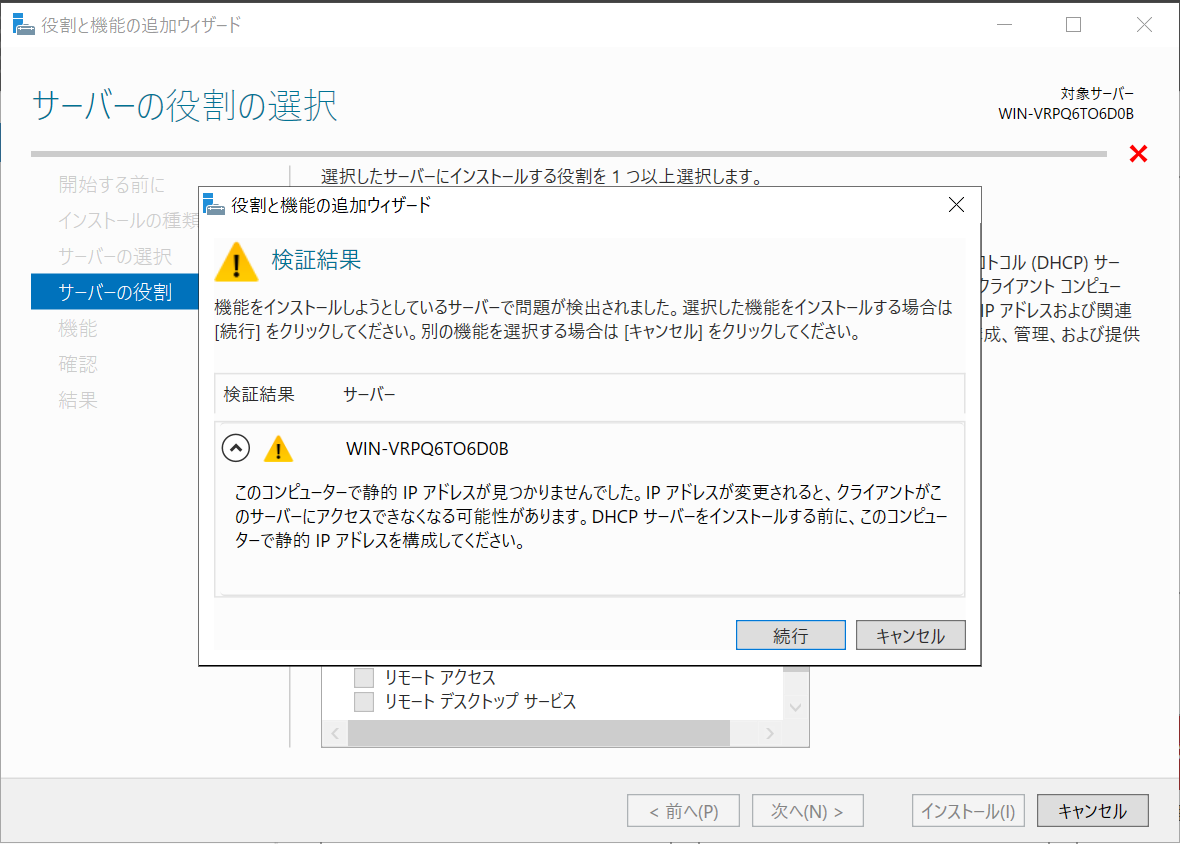 役割と機能の追加ウィザード
サーバーの役割の選択
対象サーバー
WIN-VRPQ6TO6D0B
開始する前に
インストールの種類
サーバーの選択
サーバーの役割
機能
確認
結果
選択したサーバーにインストールする役割を 1 つ以上選択します。
トコル (DHCP) サー
クライアント コンピュー
IP アドレスおよび関連
成、管理、および提供
役割と機能の追加ウィザード
検証結果
機能をインストールしようとしているサーバーで問題が検出されました。選択した機能をインストールする場合は
[続行] をクリックしてください。別の機能を選択する場合は [キャンセル] をクリックしてください。
検証結果 サーバー
WIN-VRPQ6TO6D0B
このコンピューターで静的 IP アドレスが見つかりませんでした。IP アドレスが変更されると、クライアントがこ
のサーバーにアクセスできなくなる可能性があります。DHCP サーバーをインストールする前に、このコンピュー
ターで静的 IP アドレスを構成してください。
続行 キャンセル
リモート アクセス
リモート デスクトップ サービス
< 前へ(P) 次へ(N) > インストール(I) キャンセル